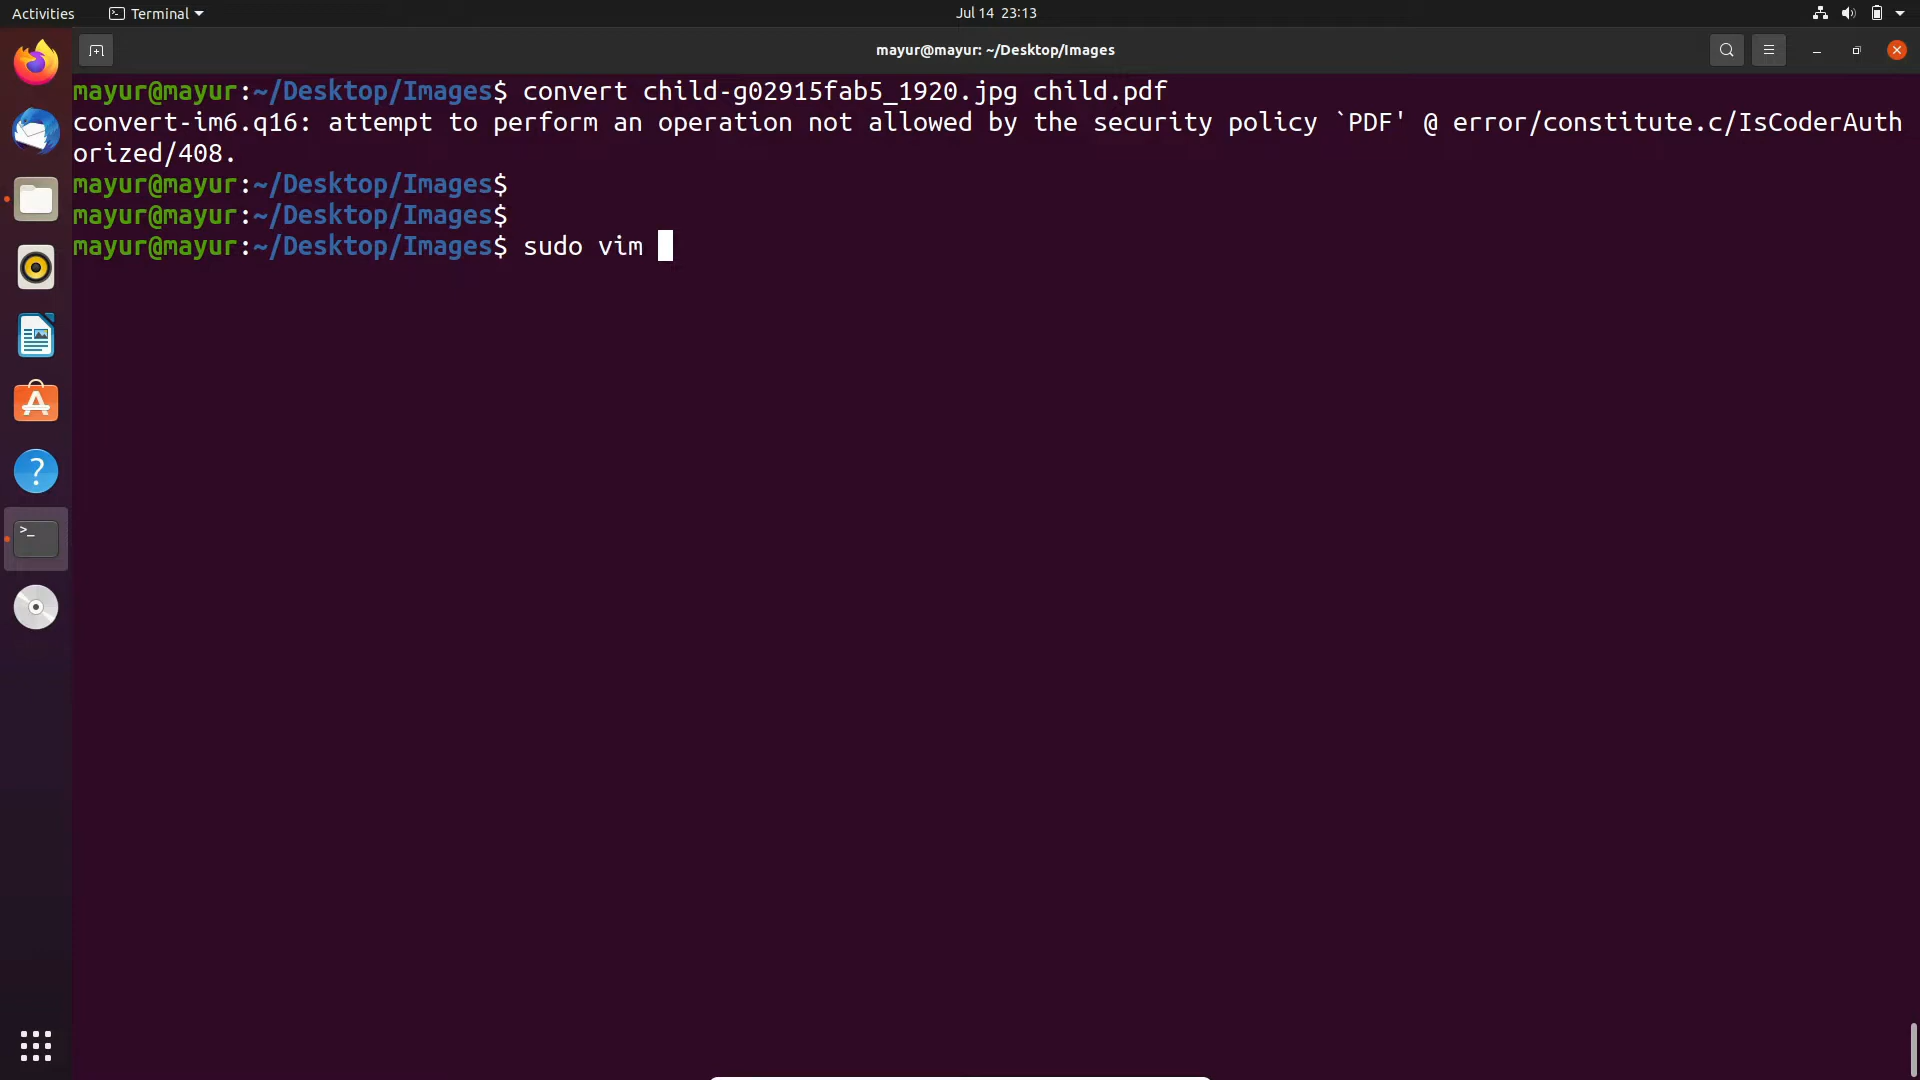 Activities
Terminal
Jul 14 23:13
mayur@mayur: ~/Desktop/Images
mayur@mayur:~/Desktop/Images$ convert child-g02915fab5_1920.jpg child.pdf
convert-im6.q16: attempt to perform an operation not allowed by the security policy `PDF' @ error/constitute.c/IsCoderAuth
orized/408.
mayur@mayur:~/Desktop/Images$
mayur@mayur:~/Desktop/Images$
mayur@mayur:~/Desktop/Images$ sudo vim